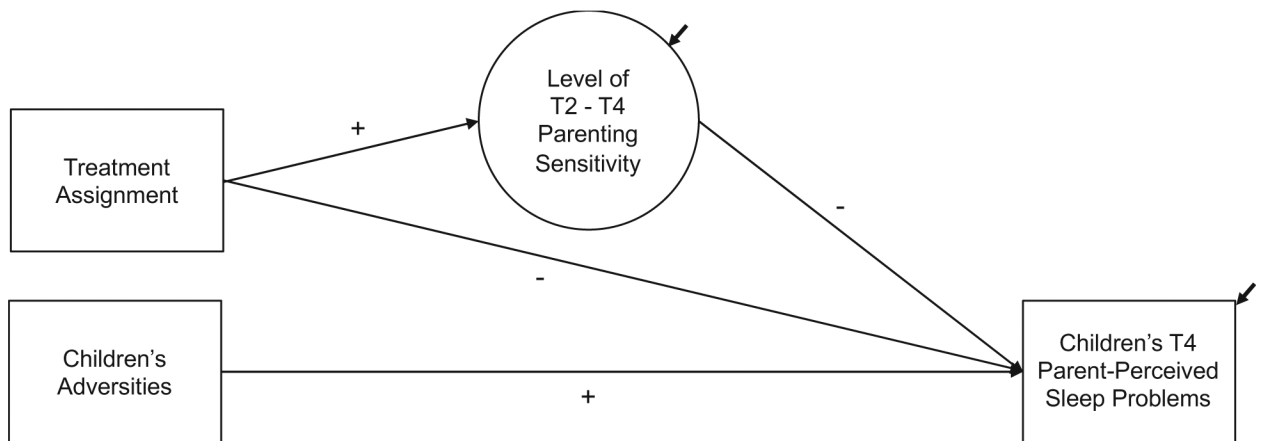 Level of
T2 - T4
Parenting
Sensitivity
+
Treatment
Assignment
-
-
Children’s
Adversities
+
Children’s T4
Parent-Perceived
Sleep Problems